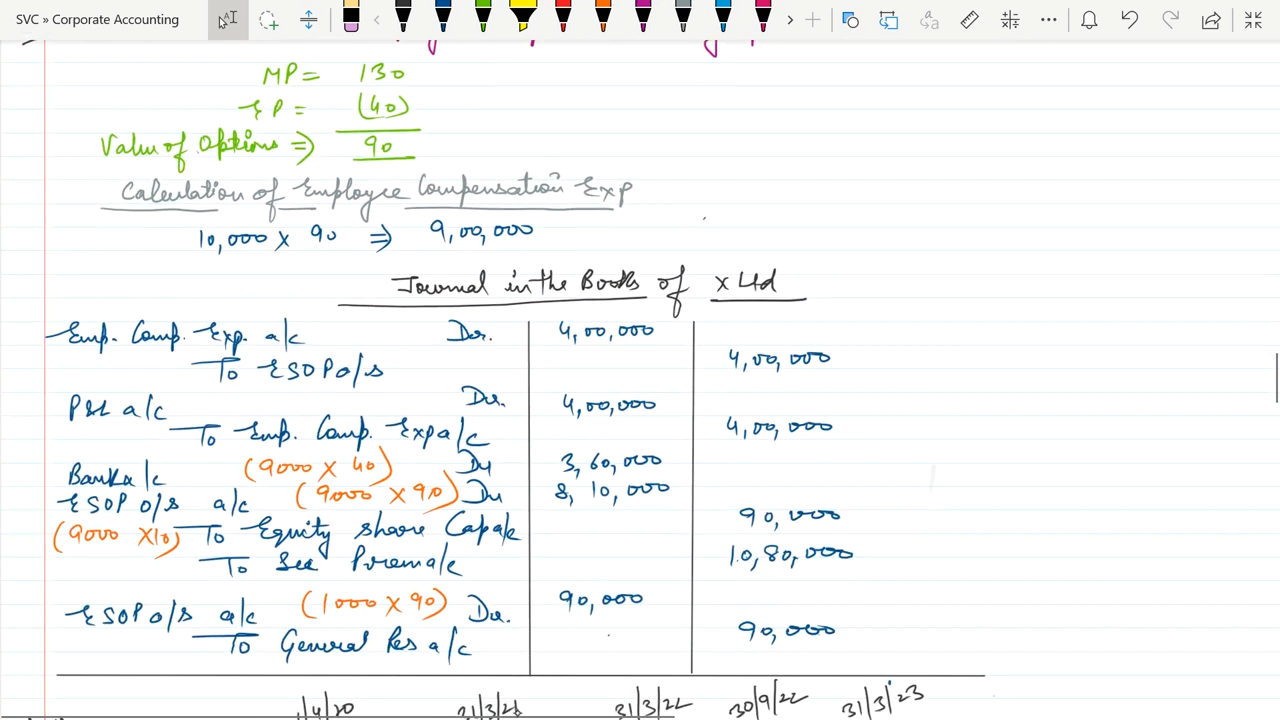 SVC » Corporate Accounting
MP = 130
EP = (40)
Value of Options ⇒ 90
Calculation of Employee Compensation Exp
10,000 x 90 ⇒ 9,00,000
Journal in the Books of x Ltd
Emp. Comp. Exp. a/c Dr. 4,00,000
To ESOP o/s 4,00,000
P&L a/c Dr. 4,00,000
To Emp. Comp. Exp a/c 4,00,000
Bank a/c (9000 x 40) Dr 3,60,000
ESOP o/s a/c (9000 x 90) Dr 8,10,000
(9000 x 10) To Equity share Cap a/c 90,000
To Sec Prem a/c 10,80,000
ESOP o/s a/c (1000 x 90) Dr. 90,000
To General Res a/c 90,000
1/4/20 31/3/21 31/3/22 30/9/22 31/3/23